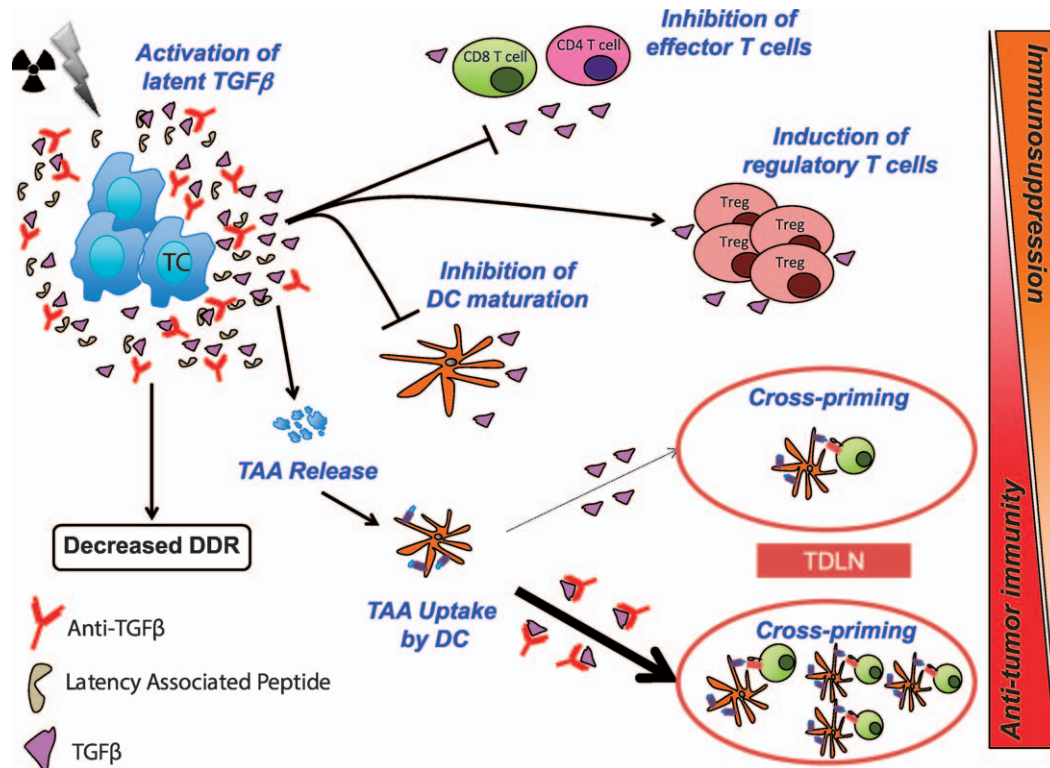 Activation of
latent TGFβ
Inhibition of
effector T cells
CD8 T cell
CD4 T cell
Induction of
regulatory T cells
Treg
Treg
Treg
Treg
TC
Inhibition of
DC maturation
TAA Release
Cross-priming
Decreased DDR
TDLN
TAA Uptake
by DC
Cross-priming
Anti-TGFβ
Latency Associated Peptide
TGFβ
Immunosuppression
Anti-tumor immunity